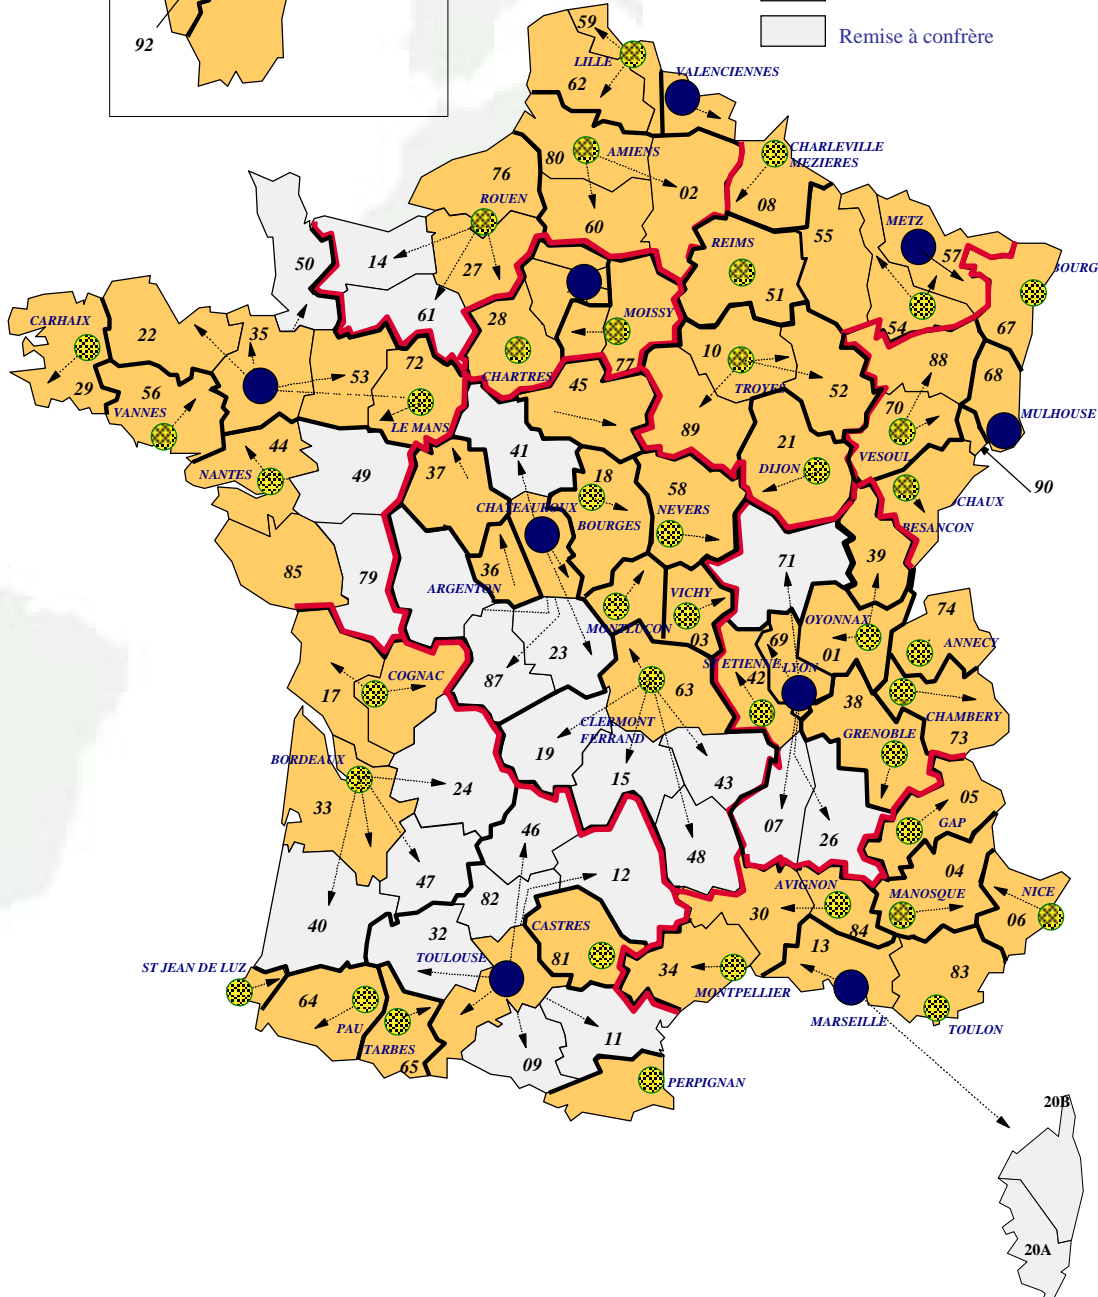 92
Remise à confrère
59
LILLE
62
VALENCIENNES
80
AMIENS
CHARLEVILLE
MEZIERES
76
ROUEN
02
08
60
55
METZ
50
14
27
REIMS
57
BOURG
51
61
28
MOISSY
54
67
CARHAIX
22
35
77
10
88
68
29
56
VANNES
53
72
CHARTRES
45
TROYES
52
70
MULHOUSE
LE MANS
89
21
VESOUL
44
NANTES
49
37
41
18
58
DIJON
90
CHATEAUROUX
BOURGES
NEVERS
CHAUX
BESANCON
85
79
36
71
39
ARGENTON
VICHY
74
MONTLUCON
03
OYONNAX
69
01
ANNECY
23
87
ST ETIENNE
LYON
42
17
COGNAC
63
38
CHAMBERY
CLERMONT
FERRAND
GRENOBLE
73
BORDEAUX
19
15
43
24
05
33
GAP
46
07
26
48
47
12
04
82
AVIGNON
MANOSQUE
NICE
40
32
CASTRES
30
84
06
TOULOUSE
81
13
ST JEAN DE LUZ
34
83
64
MONTPELLIER
PAU
MARSEILLE
TOULON
TARBES
11
65
09
PERPIGNAN
20B
20A